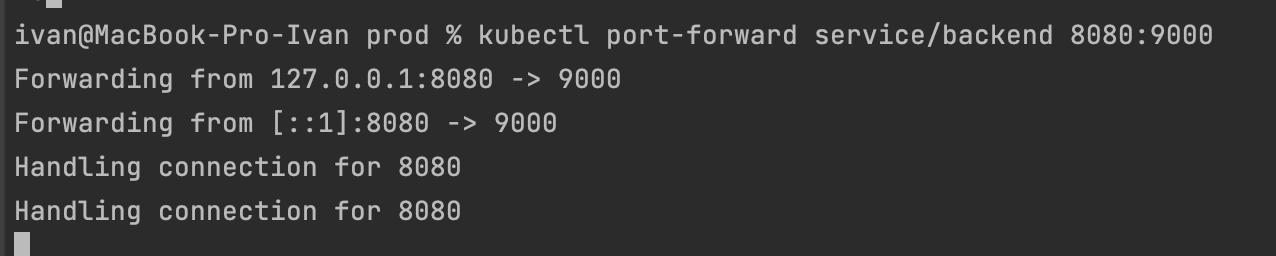 ivan@MacBook-Pro-Ivan prod % kubectl port-forward service/backend 8080:9000
Forwarding from 127.0.0.1:8080 -> 9000
Forwarding from [::1]:8080 -> 9000
Handling connection for 8080
Handling connection for 8080